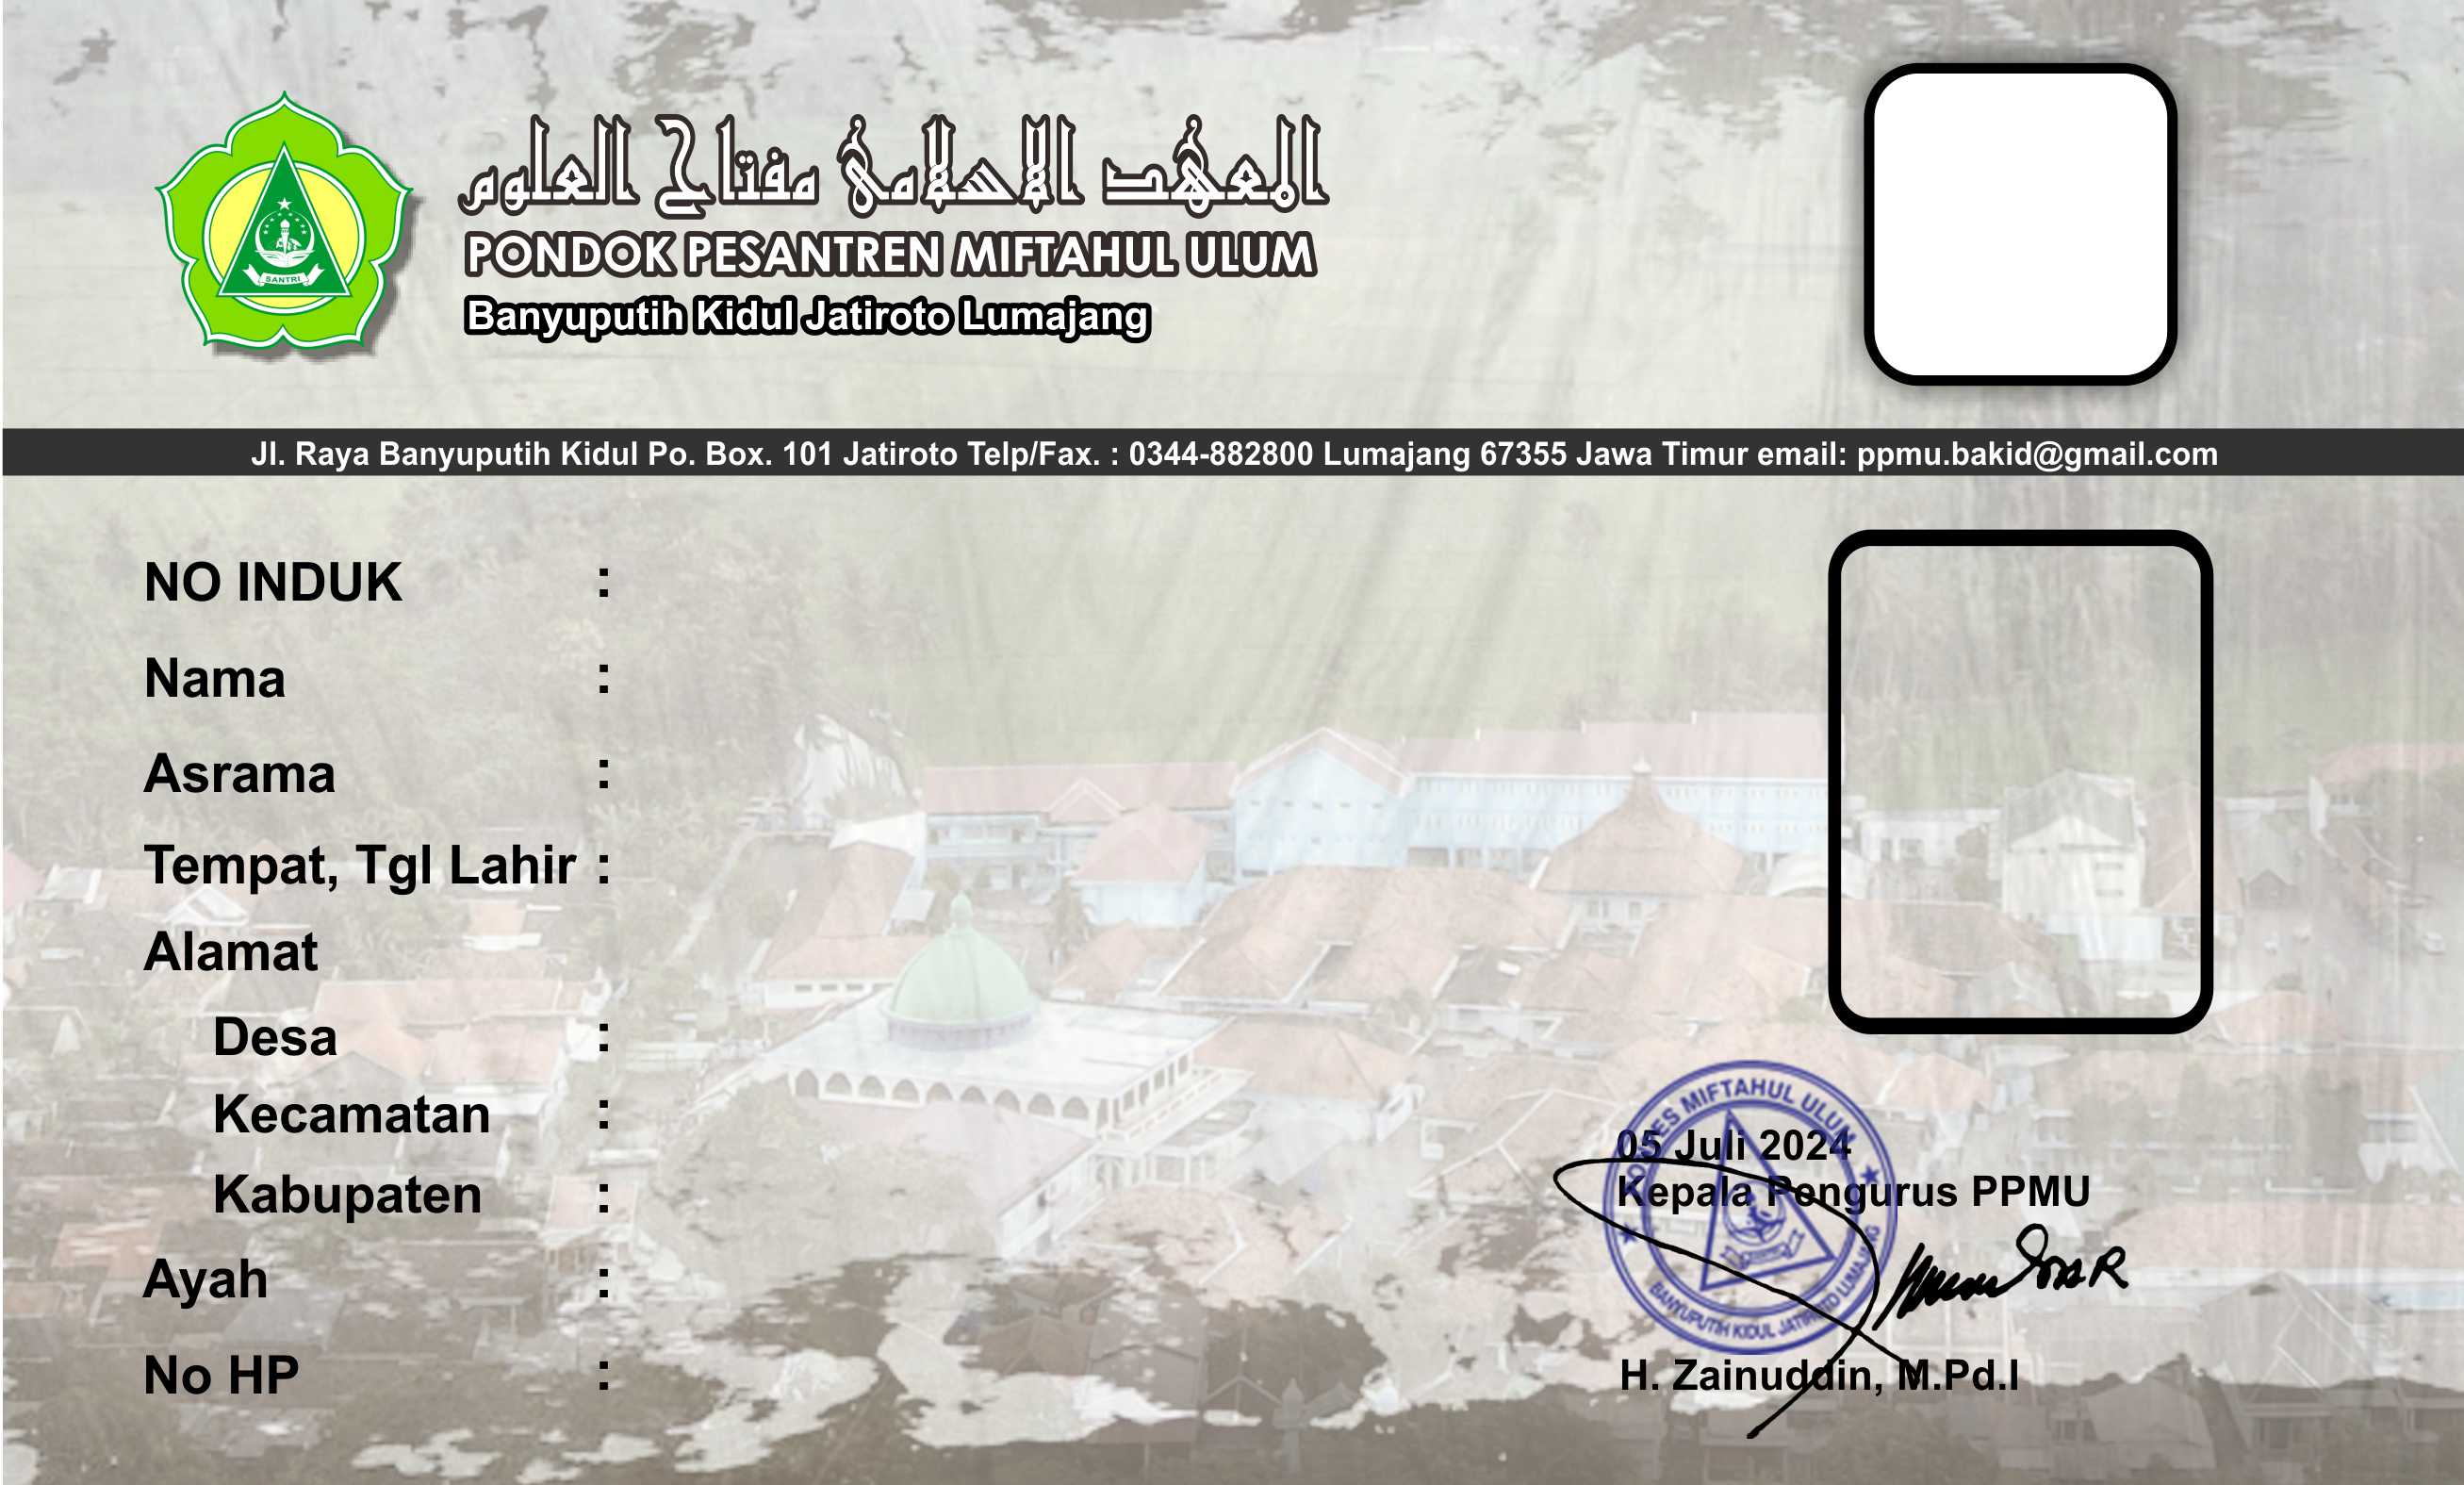 المعهد الإسلامي مفتاح العلوم
PONDOK PESANTREN MIFTAHUL ULUM
Banyuputih Kidul Jatiroto Lumajang
SANTRI
Jl. Raya Banyuputih Kidul Po. Box. 101 Jatiroto Telp/Fax. : 0344-882800 Lumajang 67355 Jawa Timur email: ppmu.bakid@gmail.com
NO INDUK :
Nama :
Asrama :
Tempat, Tgl Lahir :
Alamat
Desa :
Kecamatan :
Kabupaten :
Ayah :
No HP :
MIFTAHUL ULUM
05 Juli 2024
Kepala Pengurus PPMU
BANYUPUTIH KIDUL JATIROTO LUMAJANG
H. Zainuddin, M.Pd.I